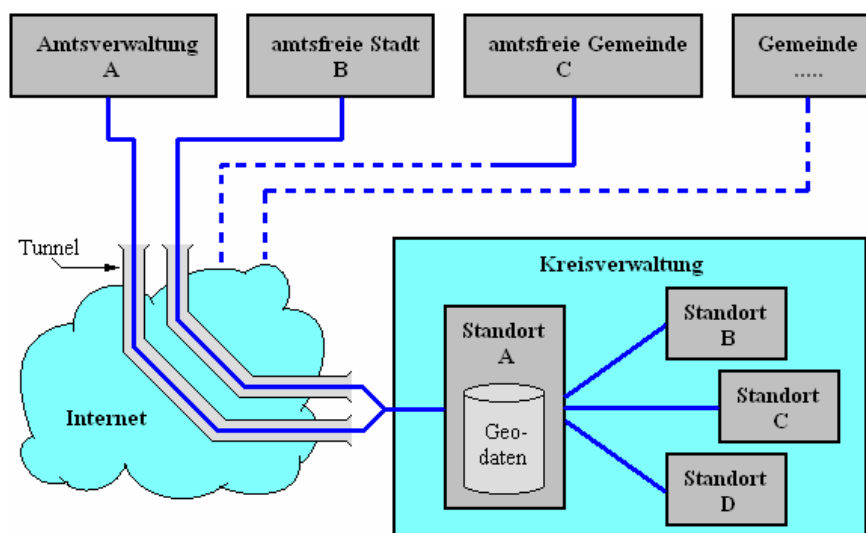 Amtsverwaltung
A
amtsfreie Stadt
B
amtsfreie Gemeinde
C
Gemeinde
.....
Tunnel
Internet
Kreisverwaltung
Standort
A
Geo-
daten
Standort
B
Standort
C
Standort
D